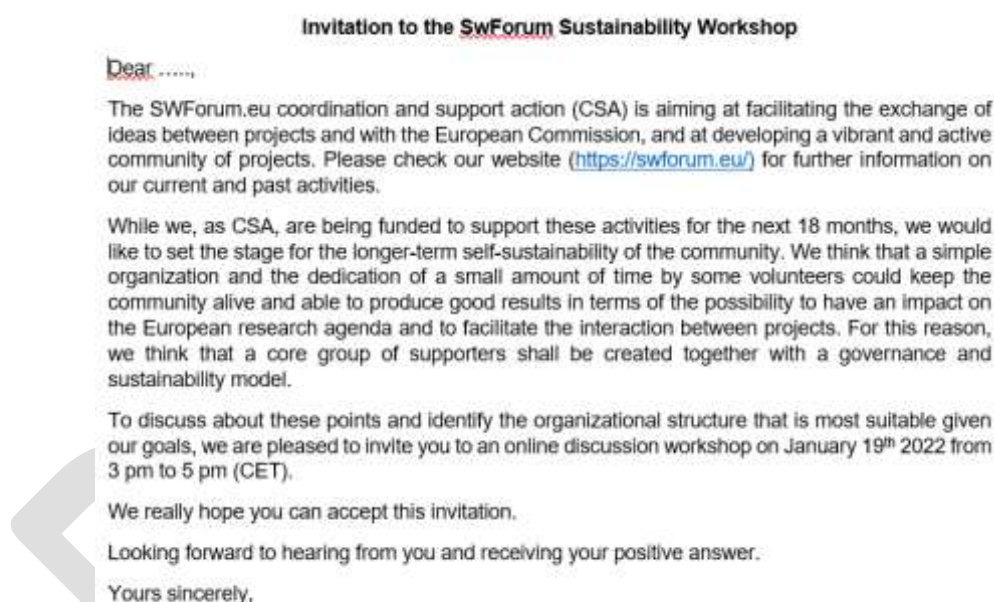 Invitation to the SwForum Sustainability Workshop
Dear .....,
The SWForum.eu coordination and support action (CSA) is aiming at facilitating the exchange of
ideas between projects and with the European Commission, and at developing a vibrant and active
community of projects. Please check our website (https://swforum.eu/) for further information on
our current and past activities.
While we, as CSA, are being funded to support these activities for the next 18 months, we would
like to set the stage for the longer-term self-sustainability of the community. We think that a simple
organization and the dedication of a small amount of time by some volunteers could keep the
community alive and able to produce good results in terms of the possibility to have an impact on
the European research agenda and to facilitate the interaction between projects. For this reason,
we think that a core group of supporters shall be created together with a governance and
sustainability model.
To discuss about these points and identify the organizational structure that is most suitable given
our goals, we are pleased to invite you to an online discussion workshop on January 19th 2022 from
3 pm to 5 pm (CET).
We really hope you can accept this invitation.
Looking forward to hearing from you and receiving your positive answer.
Yours sincerely,